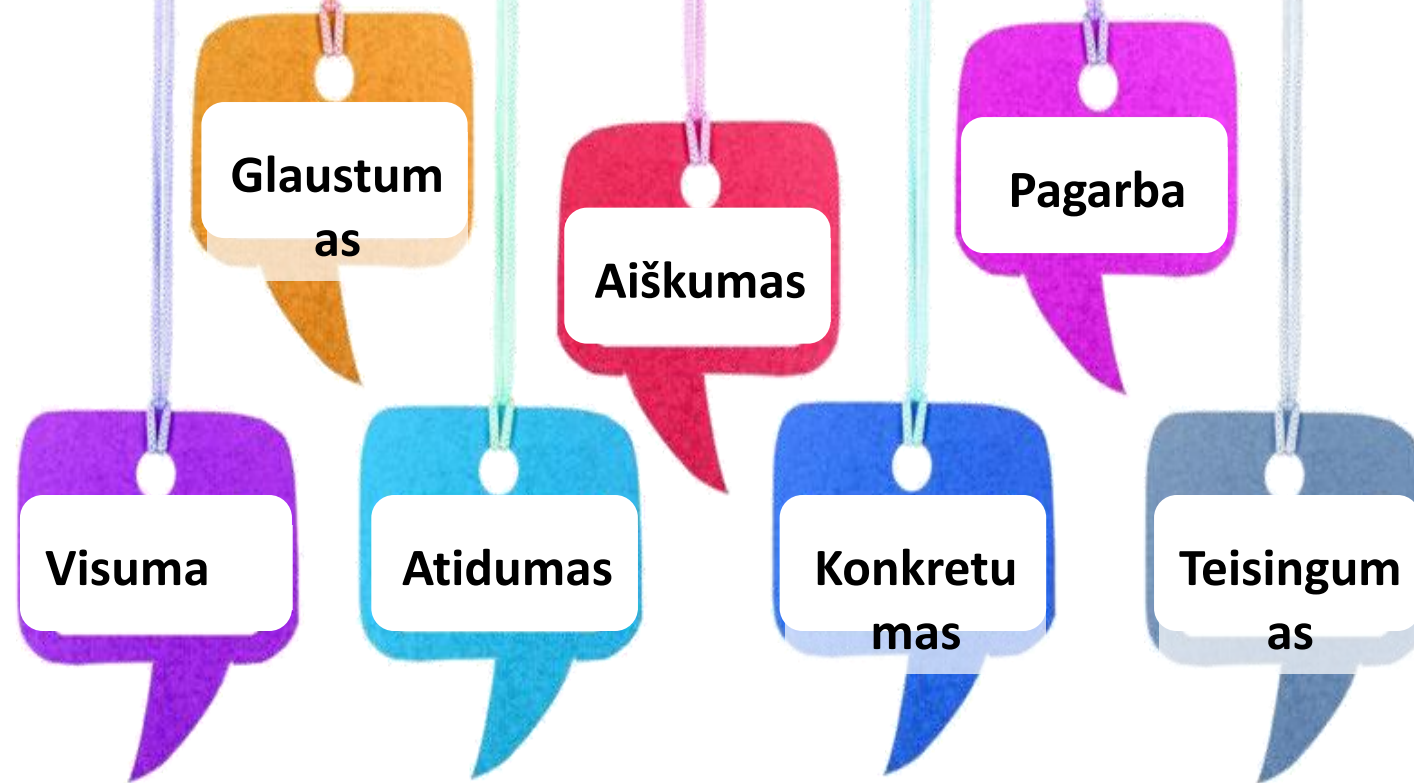 Glaustum
as
Aiškumas
Pagarba
Visuma
Atidumas
Konkretu
mas
Teisingum
as